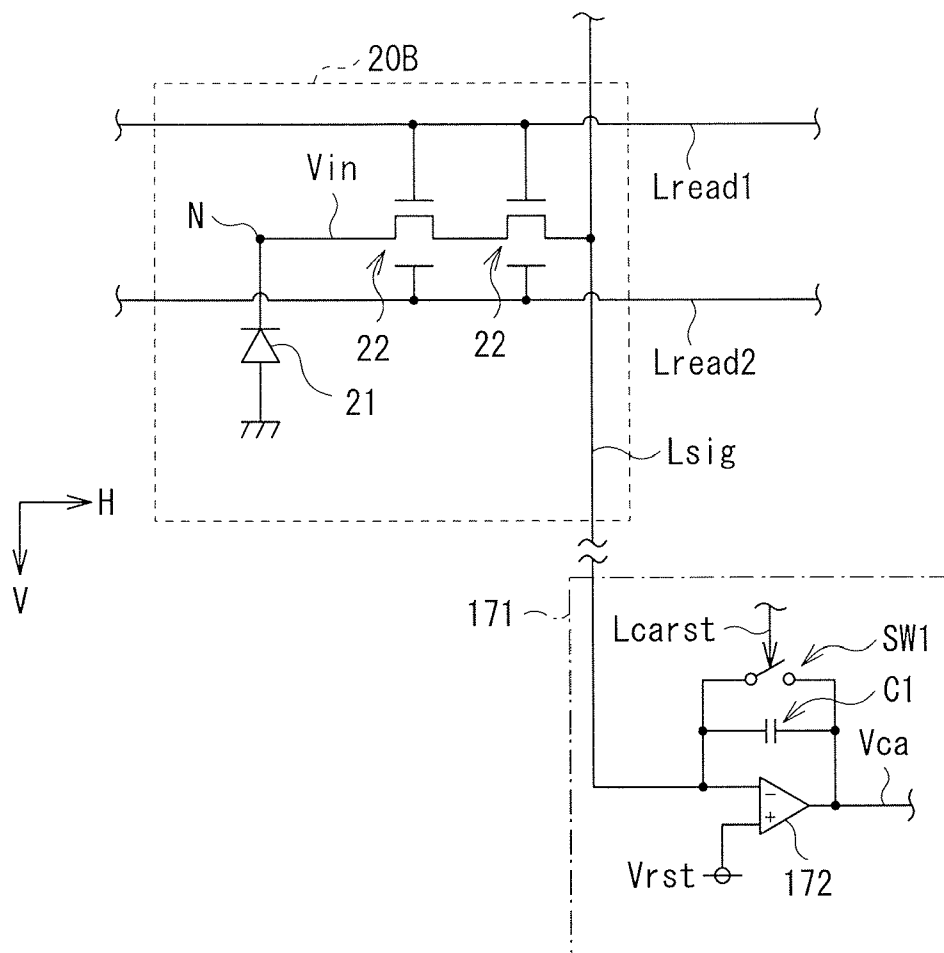 20B
Vin
Lread1
N
22
22
Lread2
21
Lsig
H
V
171
Lcarst
SW1
C1
Vca
−
+
Vrst
172